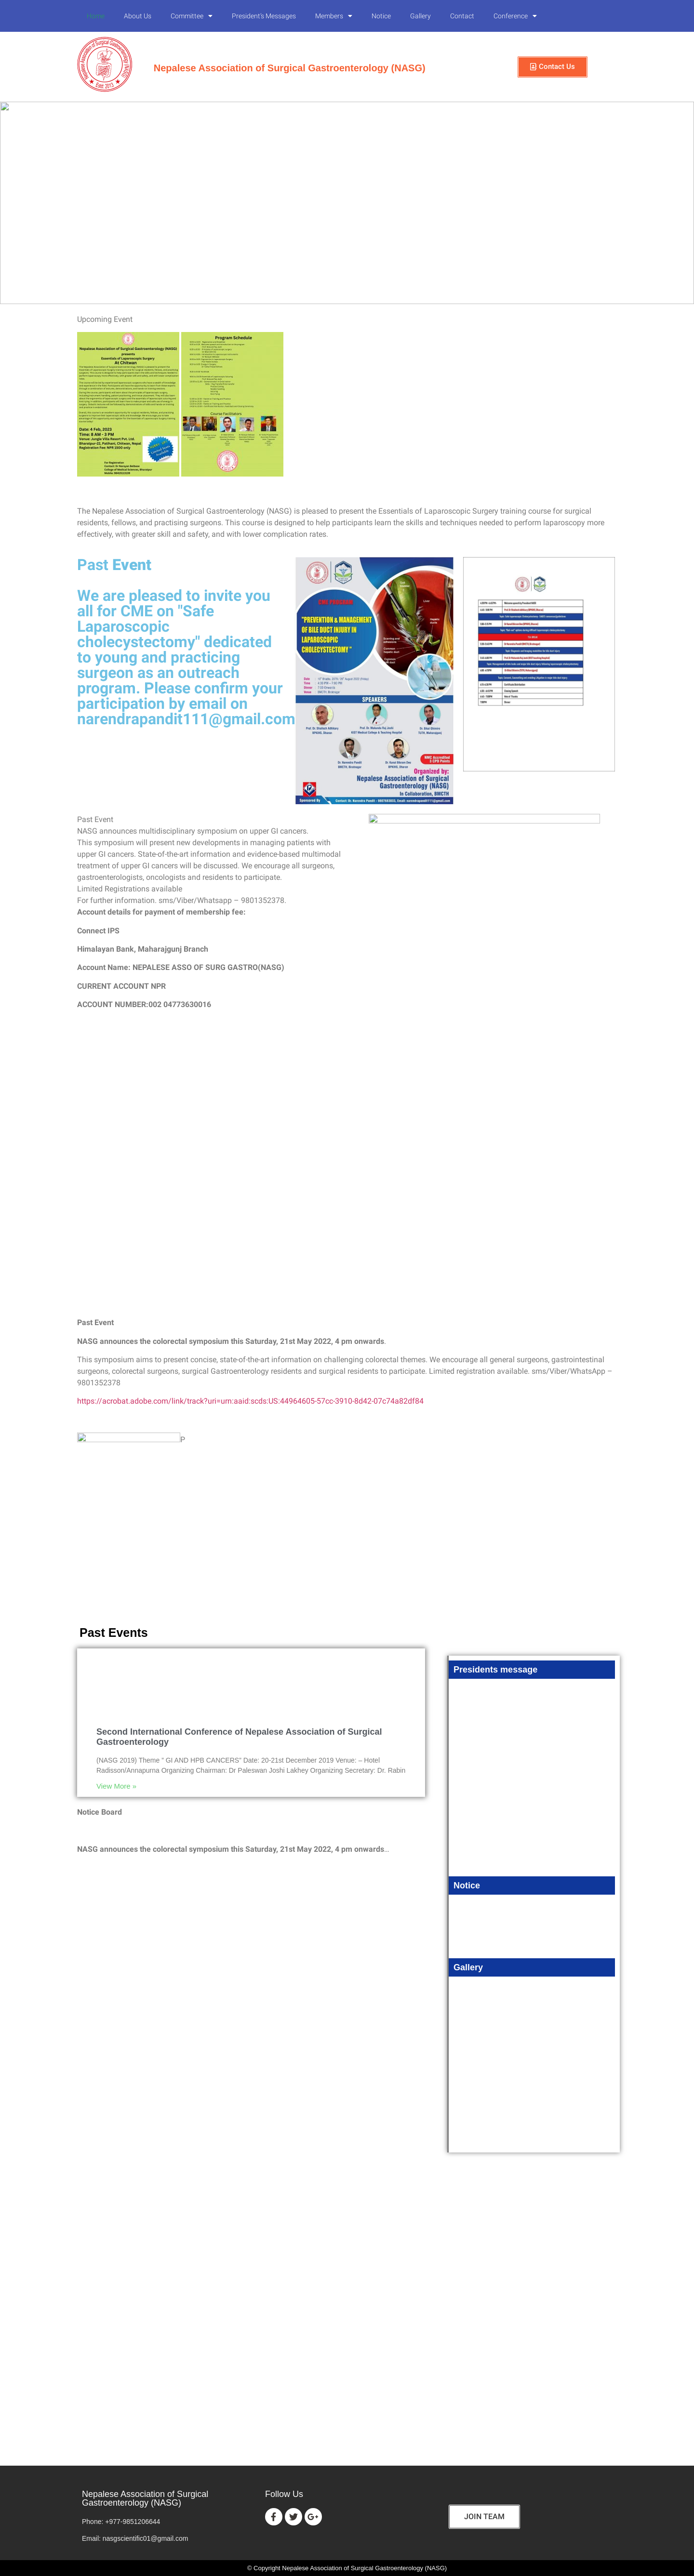 Home About Us Committee President's Messages Members Notice Gallery Contact Conference
Nepalese Association of Surgical Gastroenterology (NASG)
Contact Us
Upcoming Event
Nepalese Association of Surgical Gastroenterology (NASG)
presents
Essentials of Laparoscopic Surgery
At Chitwan
Date: 4 Feb, 2023
Time: 8 AM - 3 PM
Program Schedule
Course Facilitators
The Nepalese Association of Surgical Gastroenterology (NASG) is pleased to present the Essentials of Laparoscopic Surgery training course for surgical
residents, fellows, and practising surgeons. This course is designed to help participants learn the skills and techniques needed to perform laparoscopy more
effectively, with greater skill and safety, and with lower complication rates.
Past Event
We are pleased to invite you
all for CME on "Safe
Laparoscopic
cholecystectomy" dedicated
to young and practicing
surgeon as an outreach
program. Please confirm your
participation by email on
narendrapandit111@gmail.com
"PREVENTION & MANAGEMENT
OF BILE DUCT INJURY IN
LAPAROSCOPIC
CHOLECYSTECTOMY"
SPEAKERS
Organized by:
Nepalese Association of Surgical
Gastroenterology (NASG)
In Collaboration, BMCTH
Past Event
NASG announces multidisciplinary symposium on upper GI cancers.
This symposium will present new developments in managing patients with
upper GI cancers. State-of-the-art information and evidence-based multimodal
treatment of upper GI cancers will be discussed. We encourage all surgeons,
gastroenterologists, oncologists and residents to participate.
Limited Registrations available
For further information. sms/Viber/Whatsapp – 9801352378.
Account details for payment of membership fee:
Connect IPS
Himalayan Bank, Maharajgunj Branch
Account Name: NEPALESE ASSO OF SURG GASTRO(NASG)
CURRENT ACCOUNT NPR
ACCOUNT NUMBER:002 04773630016
Past Event
NASG announces the colorectal symposium this Saturday, 21st May 2022, 4 pm onwards.
This symposium aims to present concise, state-of-the-art information on challenging colorectal themes. We encourage all general surgeons, gastrointestinal
surgeons, colorectal surgeons, surgical Gastroenterology residents and surgical residents to participate. Limited registration available. sms/Viber/WhatsApp –
9801352378
https://acrobat.adobe.com/link/track?uri=urn:aaid:scds:US:44964605-57cc-3910-8d42-07c74a82df84
P
Past Events
Second International Conference of Nepalese Association of Surgical
Gastroenterology
(NASG 2019) Theme " GI AND HPB CANCERS" Date: 20-21st December 2019 Venue: – Hotel
Radisson/Annapurna Organizing Chairman: Dr Paleswan Joshi Lakhey Organizing Secretary: Dr. Rabin
View More »
Notice Board
NASG announces the colorectal symposium this Saturday, 21st May 2022, 4 pm onwards...
Presidents message
Notice
Gallery
Nepalese Association of Surgical
Gastroenterology (NASG)
Phone: +977-9851206644
Email: nasgscientific01@gmail.com
Follow Us
JOIN TEAM
© Copyright Nepalese Association of Surgical Gastroenterology (NASG)